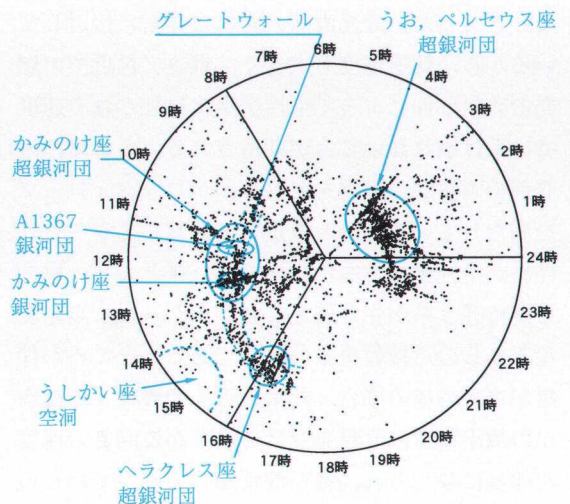 グレートウォール
うお，ペルセウス座
超銀河団
6時
7時
5時
8時
4時
9時
3時
かみのけ座
超銀河団
10時
2時
11時
1時
A1367
銀河団
12時
24時
かみのけ座
銀河団
13時
23時
14時
22時
うしかい座
空洞
15時
21時
16時
20時
17時
18時
19時
ヘラクレス座
超銀河団